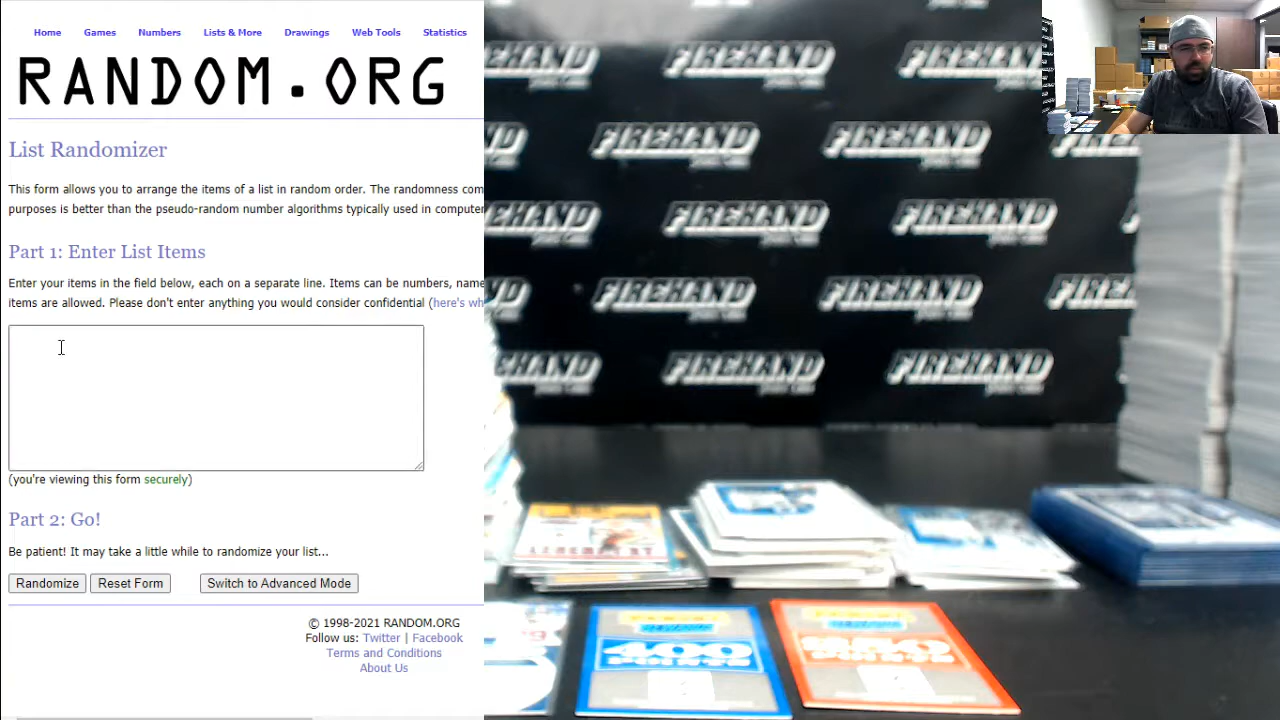 Home Games Numbers Lists & More Drawings Web Tools Statistics
RANDOM.ORG
List Randomizer
This form allows you to arrange the items of a list in random order. The randomness com
purposes is better than the pseudo-random number algorithms typically used in computer
Part 1: Enter List Items
Enter your items in the field below, each on a separate line. Items can be numbers, name
items are allowed. Please don't enter anything you would consider confidential (here's wh
(you're viewing this form securely)
Part 2: Go!
Be patient! It may take a little while to randomize your list...
Randomize Reset Form Switch to Advanced Mode
© 1998-2021 RANDOM.ORG
Follow us: Twitter | Facebook
Terms and Conditions
About Us
EHAND FIREHAND FIREHAND
FIREHAND FIREHAND
EHAND FIREHAND FIREHAND
FIREHAND FIREHAND FIREH
EHAND FIREHAND FIREHAND
400
POINTS